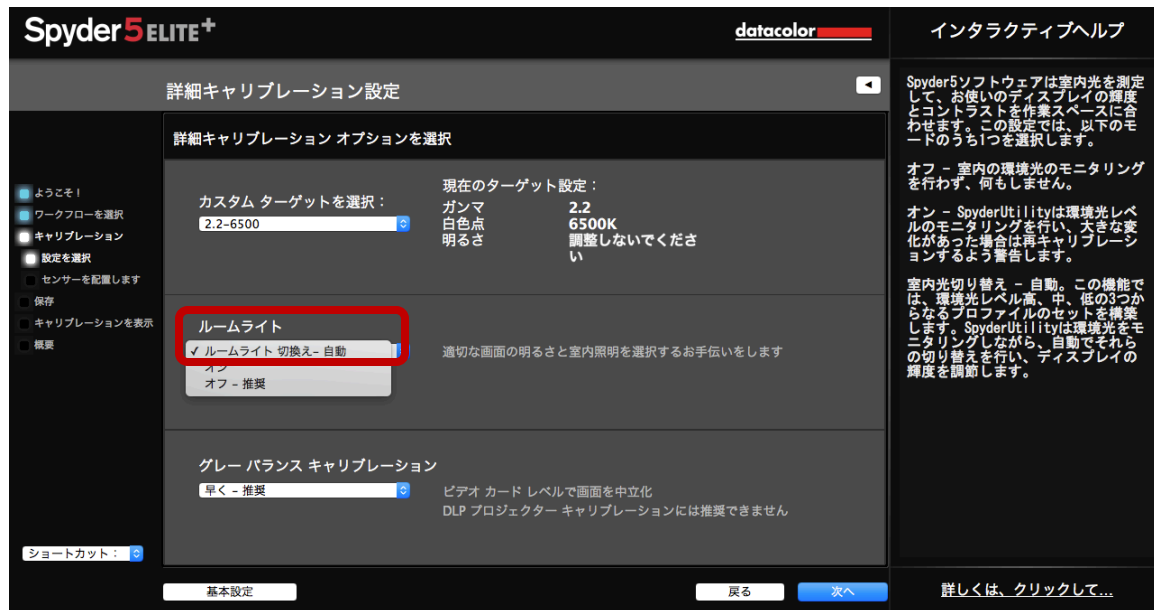 Spyder5ELITE+
datacolor
インタラクティブヘルプ
詳細キャリブレーション設定
詳細キャリブレーション オプションを選択
ようこそ！
ワークフローを選択
キャリブレーション
設定を選択
センサーを配置します
保存
キャリブレーションを表示
概要
ショートカット：
カスタム ターゲットを選択：
2.2-6500
現在のターゲット設定：
ガンマ 2.2
白色点 6500K
明るさ 調整しないでくださ
い
ルームライト
✓ ルームライト 切換え– 自動
オン
オフ – 推奨
適切な画面の明るさと室内照明を選択するお手伝いをします
グレー バランス キャリブレーション
早く – 推奨
ビデオ カード レベルで画面を中立化
DLP プロジェクター キャリブレーションには推奨できません
基本設定
戻る
次へ
Spyder5ソフトウェアは室内光を測定
して、お使いのディスプレイの輝度
とコントラストを作業スペースに合
わせます。この設定では、以下のモ
ードのうち1つを選択します。
オフ – 室内の環境光のモニタリング
を行わず、何もしません。
オン – SpyderUtilityは環境光レベ
ルのモニタリングを行い、大きな変
化があった場合は再キャリブレーシ
ョンするよう警告します。
室内光切り替え – 自動。この機能で
は、環境光レベル高、中、低の3つか
らなるプロファイルのセットを構築
します。SpyderUtilityは環境光をモ
ニタリングしながら、自動でそれら
の切り替えを行い、ディスプレイの
輝度を調節します。
詳しくは、クリックして...